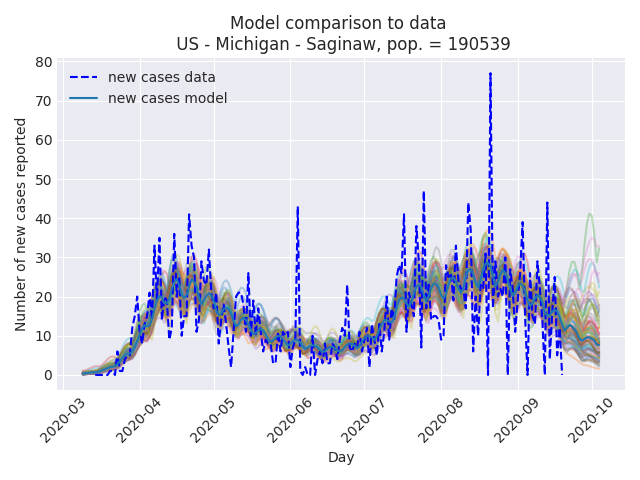 Model comparison to data
US - Michigan - Saginaw, pop. = 190539
80
70
60
50
40
30
20
10
0
Number of new cases reported
new cases data
new cases model
2020-03
2020-04
2020-05
2020-06
2020-07
2020-08
2020-09
2020-10
Day